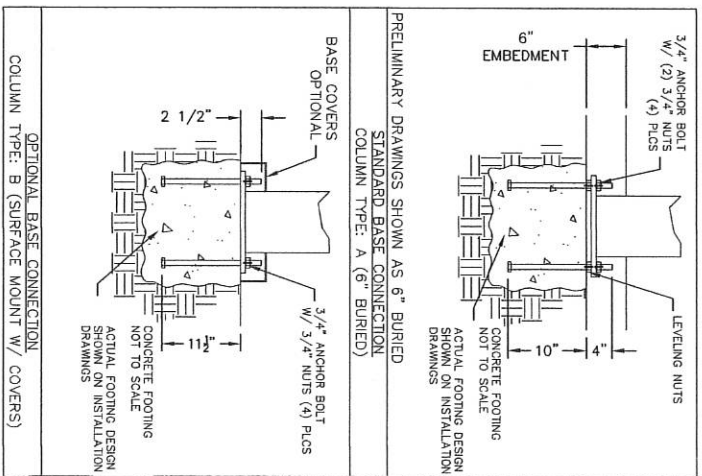 3/4" ANCHOR BOLT
W/ (2) 3/4" NUTS
(4) PLCS
6"
EMBEDMENT
LEVELING NUTS
10"
4"
CONCRETE FOOTING
NOT TO SCALE
ACTUAL FOOTING DESIGN
SHOWN ON INSTALLATION
DRAWINGS
PRELIMINARY DRAWINGS SHOWN AS 6" BURIED
STANDARD BASE CONNECTION
COLUMN TYPE: A (6" BURIED)
BASE COVERS
OPTIONAL
2 1/2"
3/4" ANCHOR BOLT
W/ 3/4" NUTS (4) PLCS
11½"
CONCRETE FOOTING
NOT TO SCALE
ACTUAL FOOTING DESIGN
SHOWN ON INSTALLATION
DRAWINGS
OPTIONAL BASE CONNECTION
COLUMN TYPE: B (SURFACE MOUNT W/ COVERS)